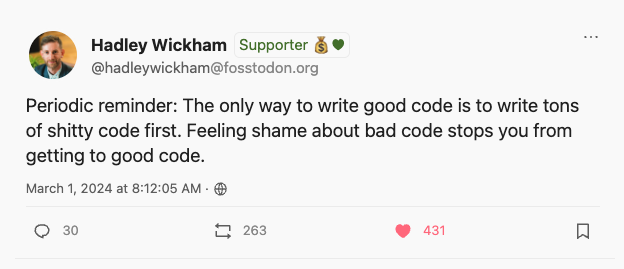 Hadley Wickham Supporter 💰💚
@hadleywickham@fosstodon.org
Periodic reminder: The only way to write good code is to write tons
of shitty code first. Feeling shame about bad code stops you from
getting to good code.
March 1, 2024 at 8:12:05 AM ·
30 263 431